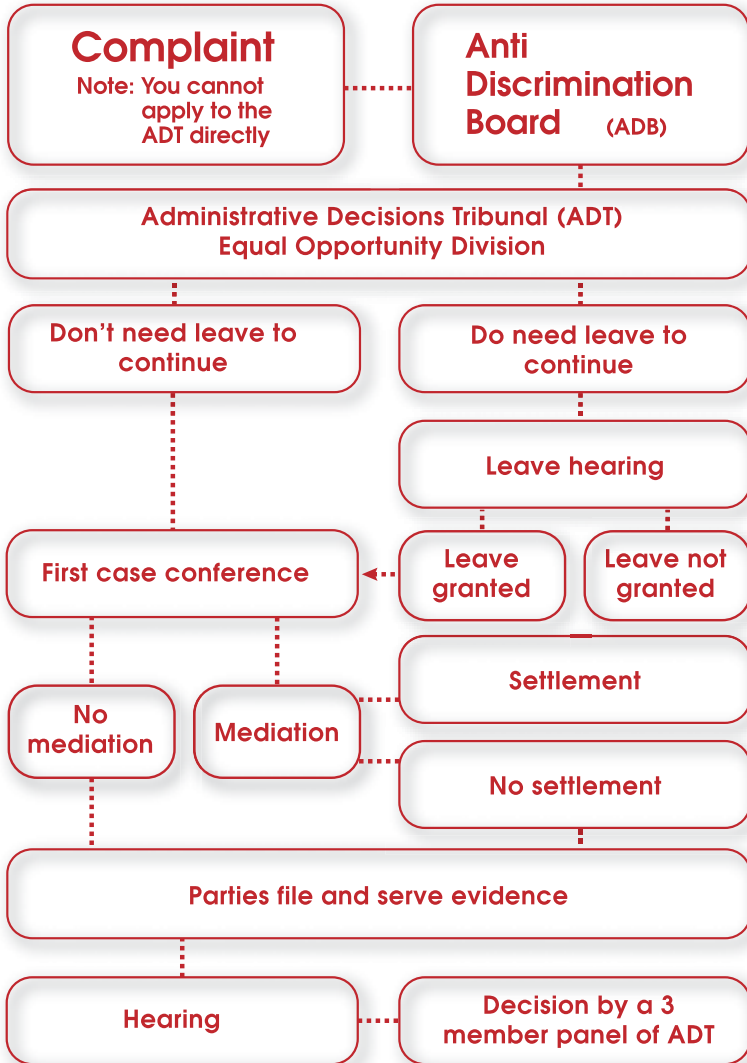 Complaint
Note: You cannot
apply to the
ADT directly
Anti
Discrimination
Board (ADB)
Administrative Decisions Tribunal (ADT)
Equal Opportunity Division
Don't need leave to
continue
Do need leave to
continue
Leave hearing
First case conference
Leave
granted
Leave not
granted
Settlement
No
mediation
Mediation
No settlement
Parties file and serve evidence
Hearing
Decision by a 3
member panel of ADT